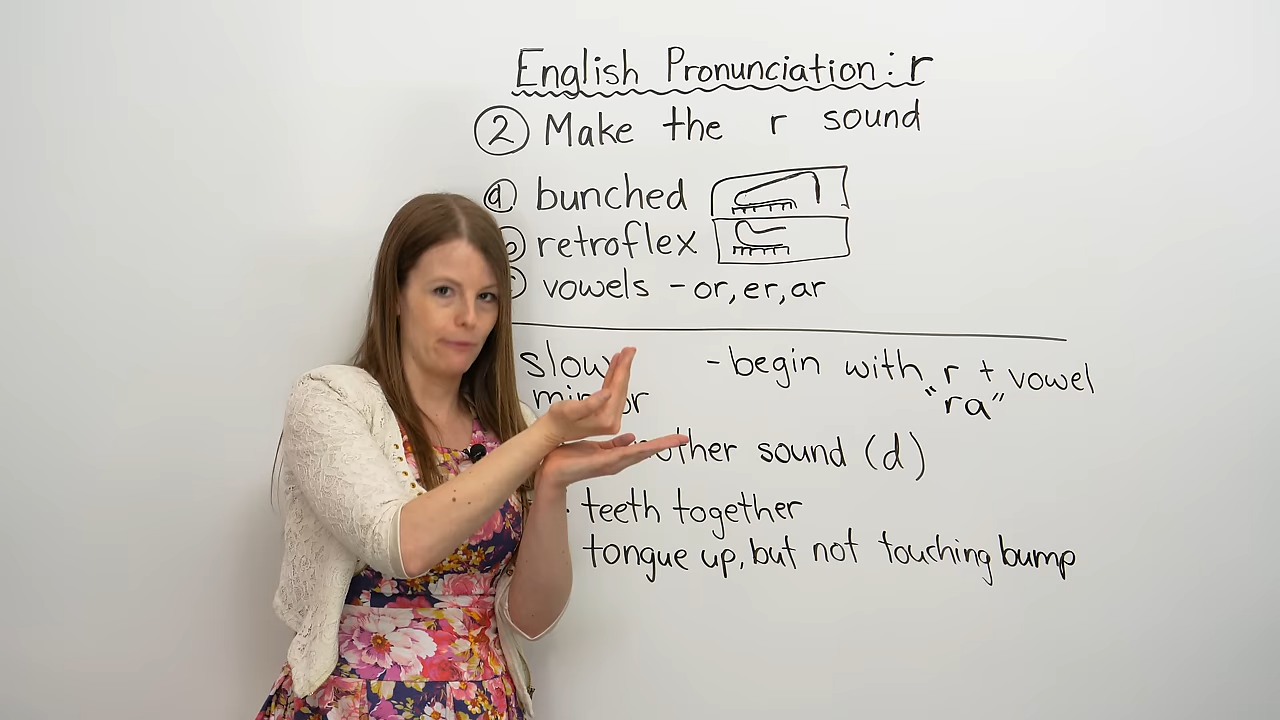 English Pronunciation: r
② Make the r sound
ⓐ bunched
retroflex
vowels - or, er, ar
slow - begin with r + vowel
"ra"
sound (d)
teeth together
tongue up, but not touching bump